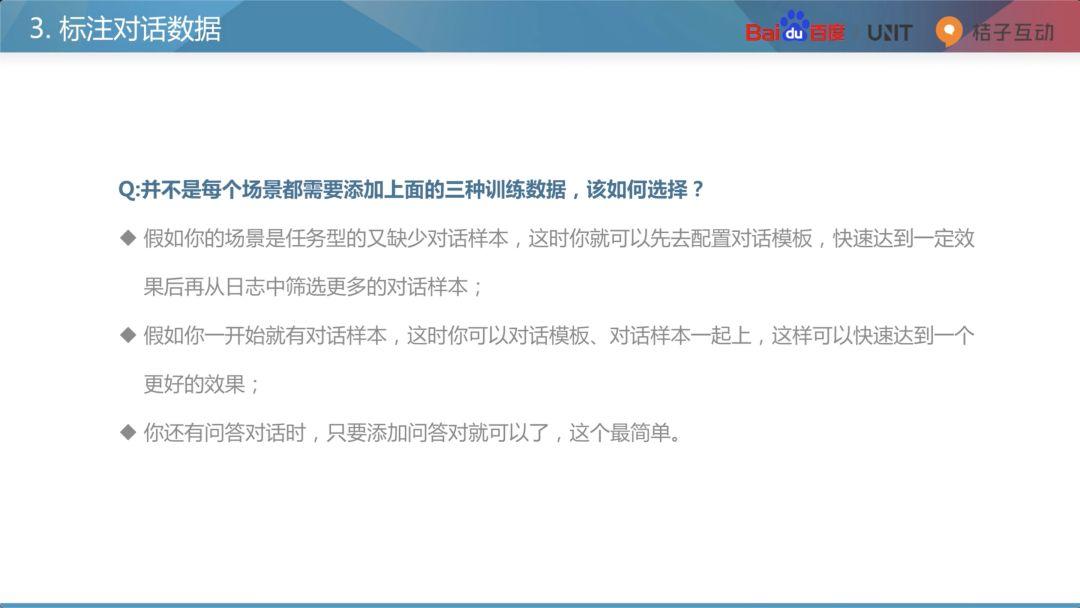 3. 标注对话数据
Bai du 百度 UNIT 桔子互动
Q:并不是每个场景都需要添加上面的三种训练数据，该如何选择？
◆ 假如你的场景是任务型的又缺少对话样本，这时你就可以先去配置对话模板，快速达到一定效
果后再从日志中筛选更多的对话样本；
◆ 假如你一开始就有对话样本，这时你可以对话模板、对话样本一起上，这样可以快速达到一个
更好的效果；
◆ 你还有问答对话时，只要添加问答对就可以了，这个最简单。